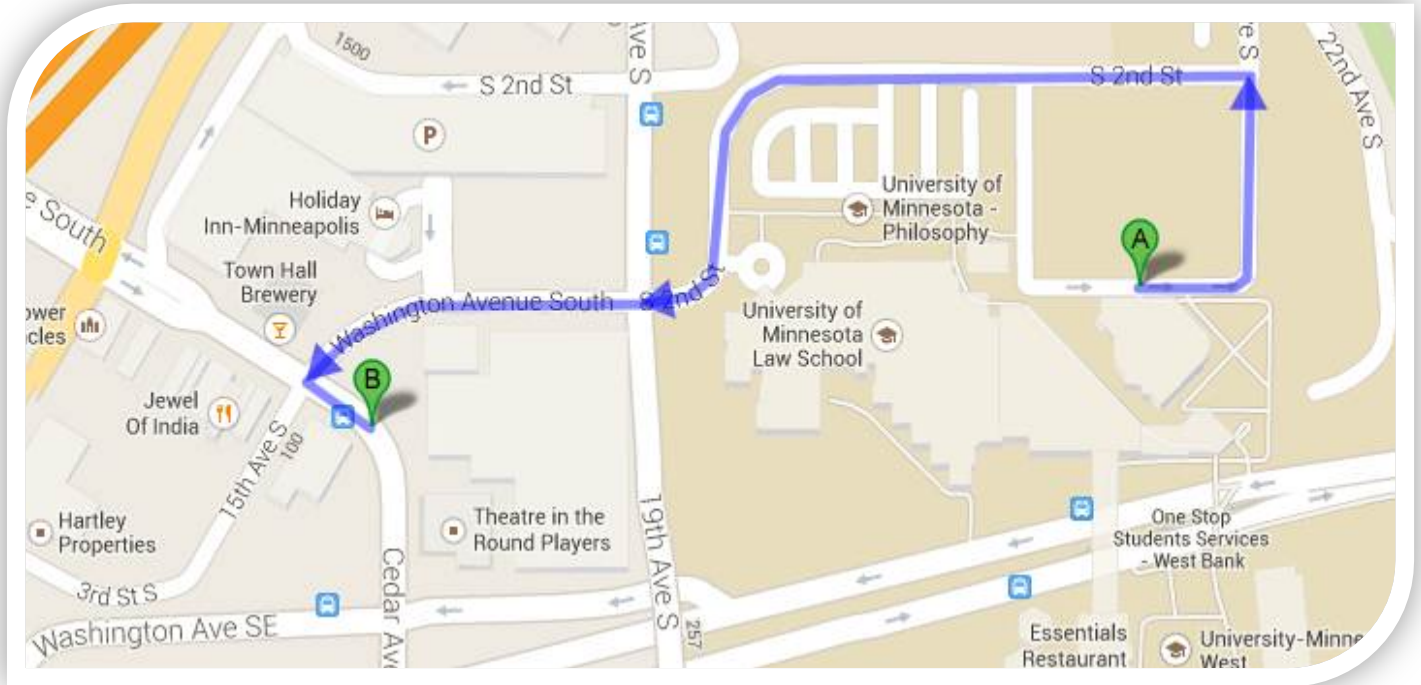 1500
S 2nd St
Ave S
S 2nd St
e S
22nd Ave S
P
Holiday
Inn-Minneapolis
University of
Minnesota -
Philosophy
A
e South
Town Hall
Brewery
Washington Avenue South
S 2nd St
ower
cles
University of
Minnesota
Law School
B
Jewel
Of India
15th Ave S
100
Hartley
Properties
Theatre in the
Round Players
19th Ave S
One Stop
Students Services
- West Bank
3rd St S
Cedar Ave
Washington Ave SE
257
Essentials
Restaurant
University-Minne
West